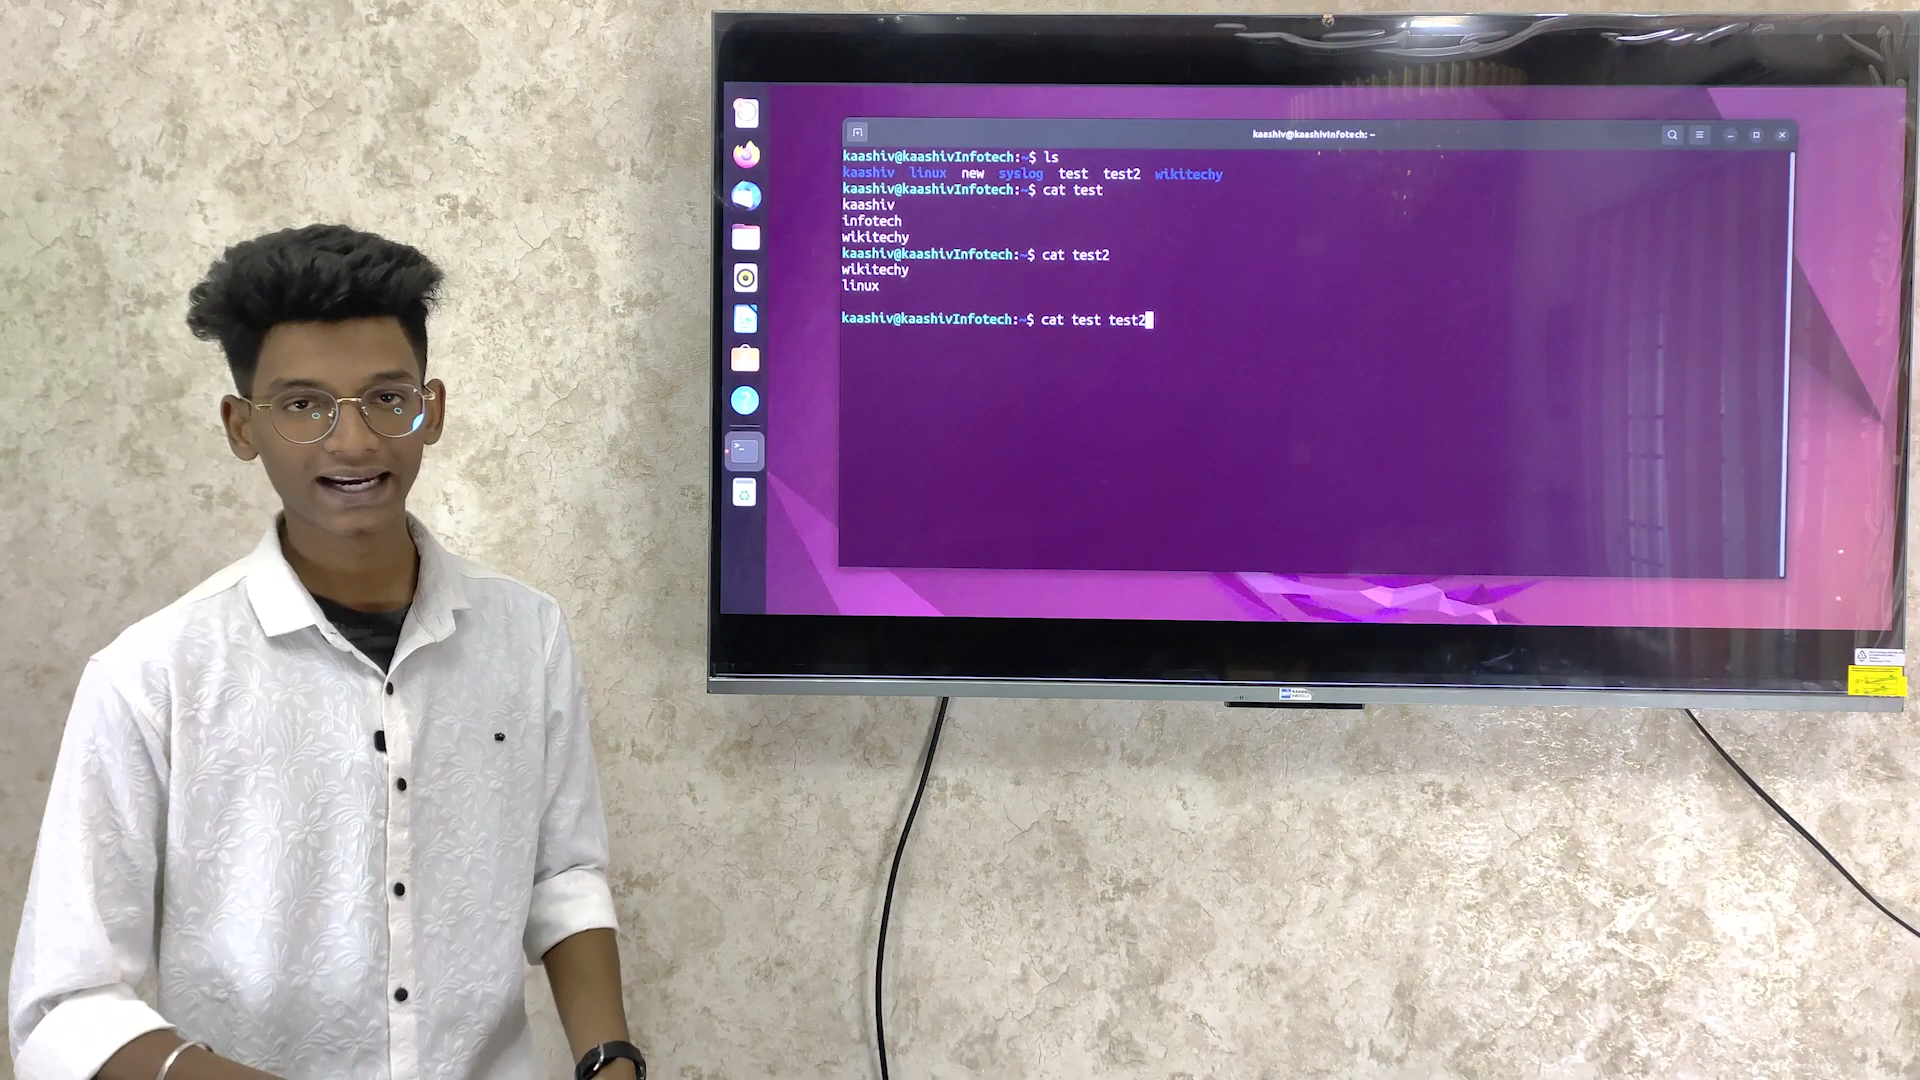 kaashiv@kaashivInfotech: ~
kaashiv@kaashivInfotech:~$ ls
kaashiv linux new syslog test test2 wikitechy
kaashiv@kaashivInfotech:~$ cat test
kaashiv
infotech
wikitechy
kaashiv@kaashivInfotech:~$ cat test2
wikitechy
linux
kaashiv@kaashivInfotech:~$ cat test test2